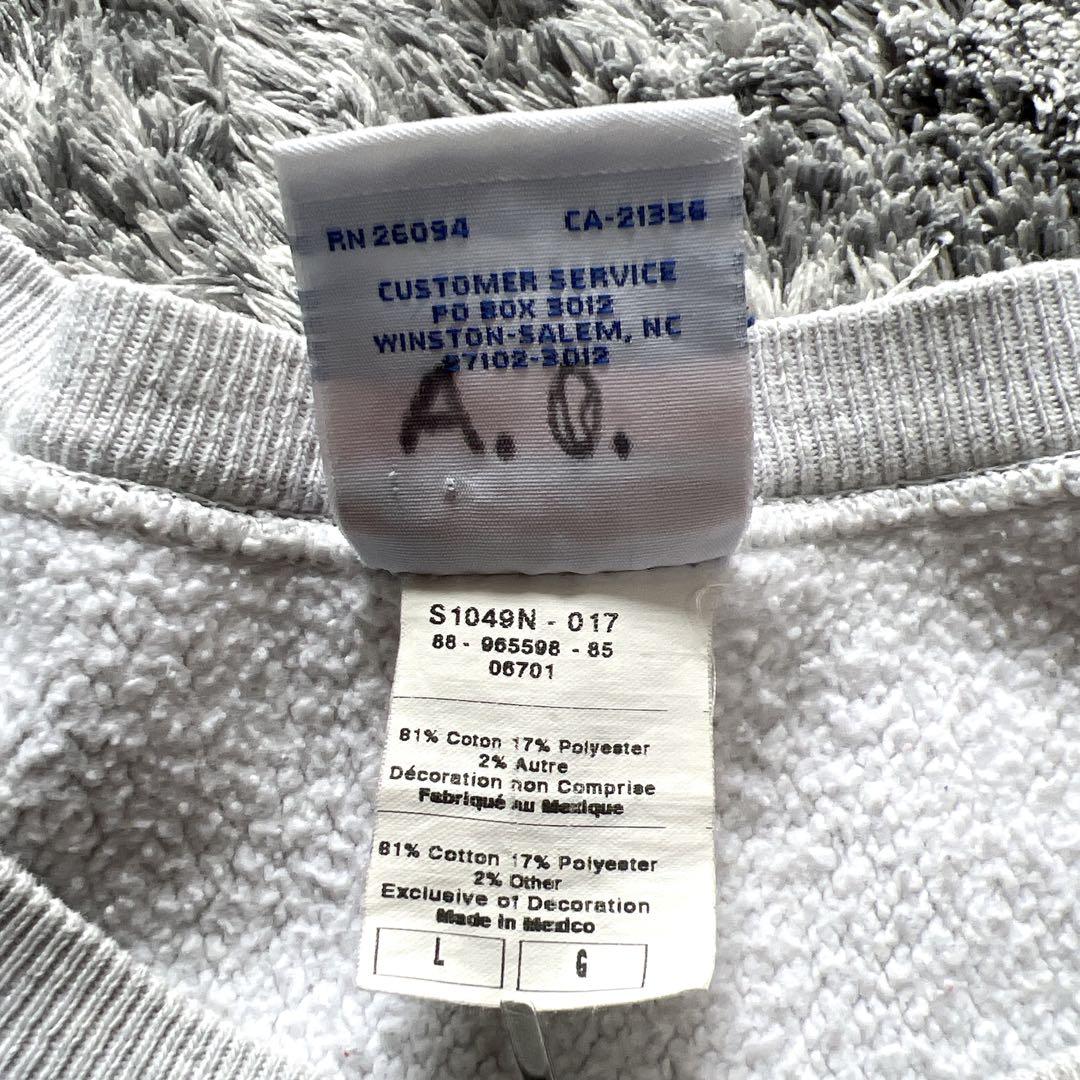 RN 26094 CA-21356
CUSTOMER SERVICE
PO BOX 3012
WINSTON-SALEM, NC
27102-3012
A. O.
S1049N - 017
88 - 965598 - 85
06701
81% Coton 17% Polyester
2% Autre
Décoration non Comprise
Fabriqué au Mexique
81% Cotton 17% Polyester
2% Other
Exclusive of Decoration
Made in Mexico
L G